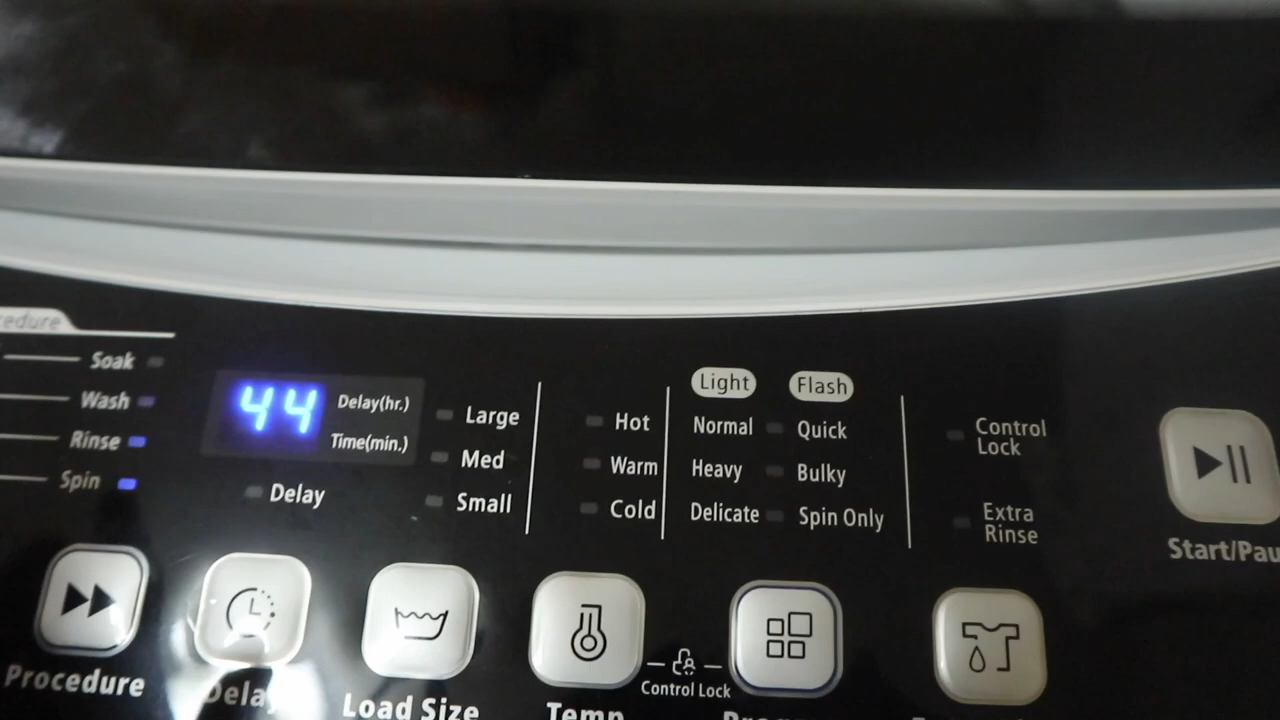 edure
Soak
Wash
Rinse
Spin
44
Delay(hr.)
Time(min.)
Delay
Large
Med
Small
Hot
Warm
Cold
Light
Flash
Normal
Quick
Heavy
Bulky
Delicate
Spin Only
Control
Lock
Extra
Rinse
Start/Pau
Procedure
Delay
Load Size
Temp
Control Lock